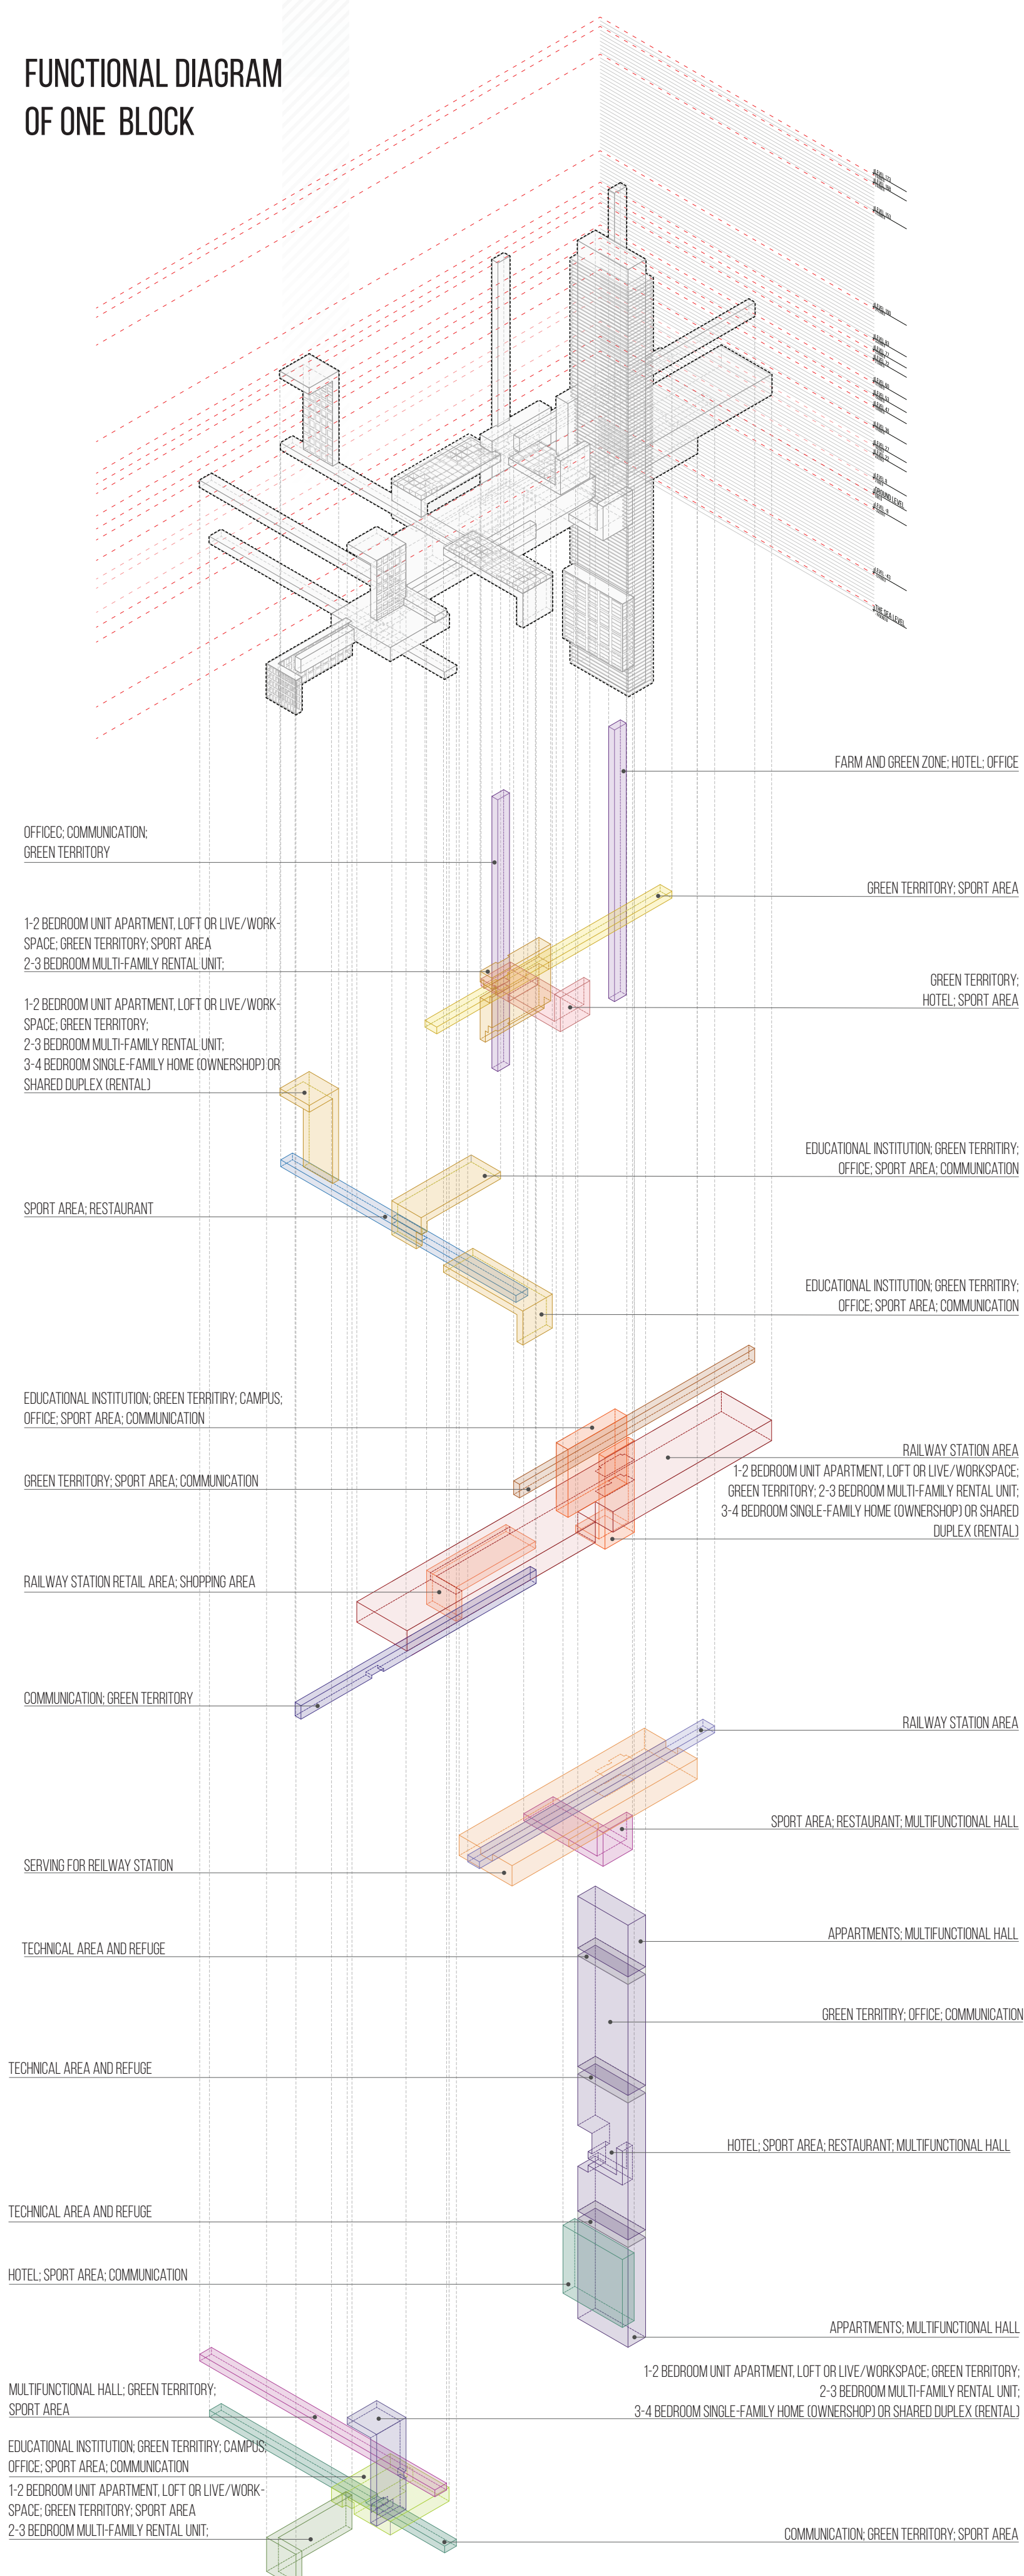 FUNCTIONAL DIAGRAM
OF ONE BLOCK
GROUND LEVEL
THE SEA LEVEL
FARM AND GREEN ZONE; HOTEL; OFFICE
OFFICEC; COMMUNICATION;
GREEN TERRITORY
GREEN TERRITORY; SPORT AREA
1-2 BEDROOM UNIT APARTMENT, LOFT OR LIVE/WORK-
SPACE; GREEN TERRITORY; SPORT AREA
2-3 BEDROOM MULTI-FAMILY RENTAL UNIT;
GREEN TERRITORY;
HOTEL; SPORT AREA
1-2 BEDROOM UNIT APARTMENT, LOFT OR LIVE/WORK-
SPACE; GREEN TERRITORY;
2-3 BEDROOM MULTI-FAMILY RENTAL UNIT;
3-4 BEDROOM SINGLE-FAMILY HOME (OWNERSHOP) OR
SHARED DUPLEX (RENTAL)
EDUCATIONAL INSTITUTION; GREEN TERRITIRY;
OFFICE; SPORT AREA; COMMUNICATION
SPORT AREA; RESTAURANT
EDUCATIONAL INSTITUTION; GREEN TERRITIRY;
OFFICE; SPORT AREA; COMMUNICATION
EDUCATIONAL INSTITUTION; GREEN TERRITIRY; CAMPUS;
OFFICE; SPORT AREA; COMMUNICATION
RAILWAY STATION AREA
1-2 BEDROOM UNIT APARTMENT, LOFT OR LIVE/WORKSPACE;
GREEN TERRITORY; 2-3 BEDROOM MULTI-FAMILY RENTAL UNIT;
3-4 BEDROOM SINGLE-FAMILY HOME (OWNERSHOP) OR SHARED
DUPLEX (RENTAL)
GREEN TERRITORY; SPORT AREA; COMMUNICATION
RAILWAY STATION RETAIL AREA; SHOPPING AREA
COMMUNICATION; GREEN TERRITORY
RAILWAY STATION AREA
SPORT AREA; RESTAURANT; MULTIFUNCTIONAL HALL
SERVING FOR REILWAY STATION
APPARTMENTS; MULTIFUNCTIONAL HALL
TECHNICAL AREA AND REFUGE
GREEN TERRITIRY; OFFICE; COMMUNICATION
TECHNICAL AREA AND REFUGE
HOTEL; SPORT AREA; RESTAURANT; MULTIFUNCTIONAL HALL
TECHNICAL AREA AND REFUGE
HOTEL; SPORT AREA; COMMUNICATION
APPARTMENTS; MULTIFUNCTIONAL HALL
1-2 BEDROOM UNIT APARTMENT, LOFT OR LIVE/WORKSPACE; GREEN TERRITORY;
2-3 BEDROOM MULTI-FAMILY RENTAL UNIT;
3-4 BEDROOM SINGLE-FAMILY HOME (OWNERSHOP) OR SHARED DUPLEX (RENTAL)
MULTIFUNCTIONAL HALL; GREEN TERRITORY;
SPORT AREA
EDUCATIONAL INSTITUTION; GREEN TERRITIRY; CAMPUS;
OFFICE; SPORT AREA; COMMUNICATION
1-2 BEDROOM UNIT APARTMENT, LOFT OR LIVE/WORK-
SPACE; GREEN TERRITORY; SPORT AREA
2-3 BEDROOM MULTI-FAMILY RENTAL UNIT;
COMMUNICATION; GREEN TERRITORY; SPORT AREA